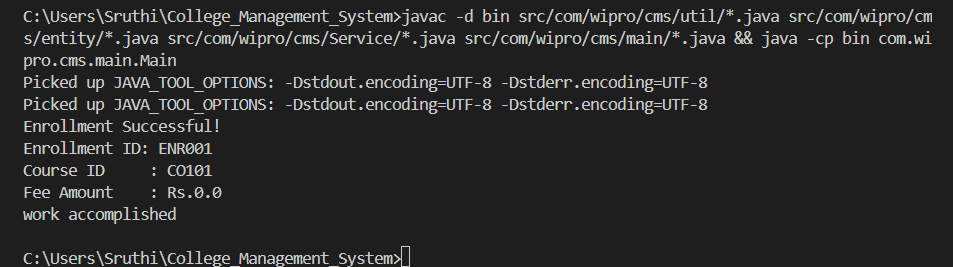 C:\Users\Sruthi\College_Management_System>javac -d bin src/com/wipro/cms/util/*.java src/com/wipro/cm
s/entity/*.java src/com/wipro/cms/Service/*.java src/com/wipro/cms/main/*.java && java -cp bin com.wi
pro.cms.main.Main
Picked up JAVA_TOOL_OPTIONS: -Dstdout.encoding=UTF-8 -Dstderr.encoding=UTF-8
Picked up JAVA_TOOL_OPTIONS: -Dstdout.encoding=UTF-8 -Dstderr.encoding=UTF-8
Enrollment Successful!
Enrollment ID: ENR001
Course ID     : CO101
Fee Amount    : Rs.0.0
work accomplished
C:\Users\Sruthi\College_Management_System>